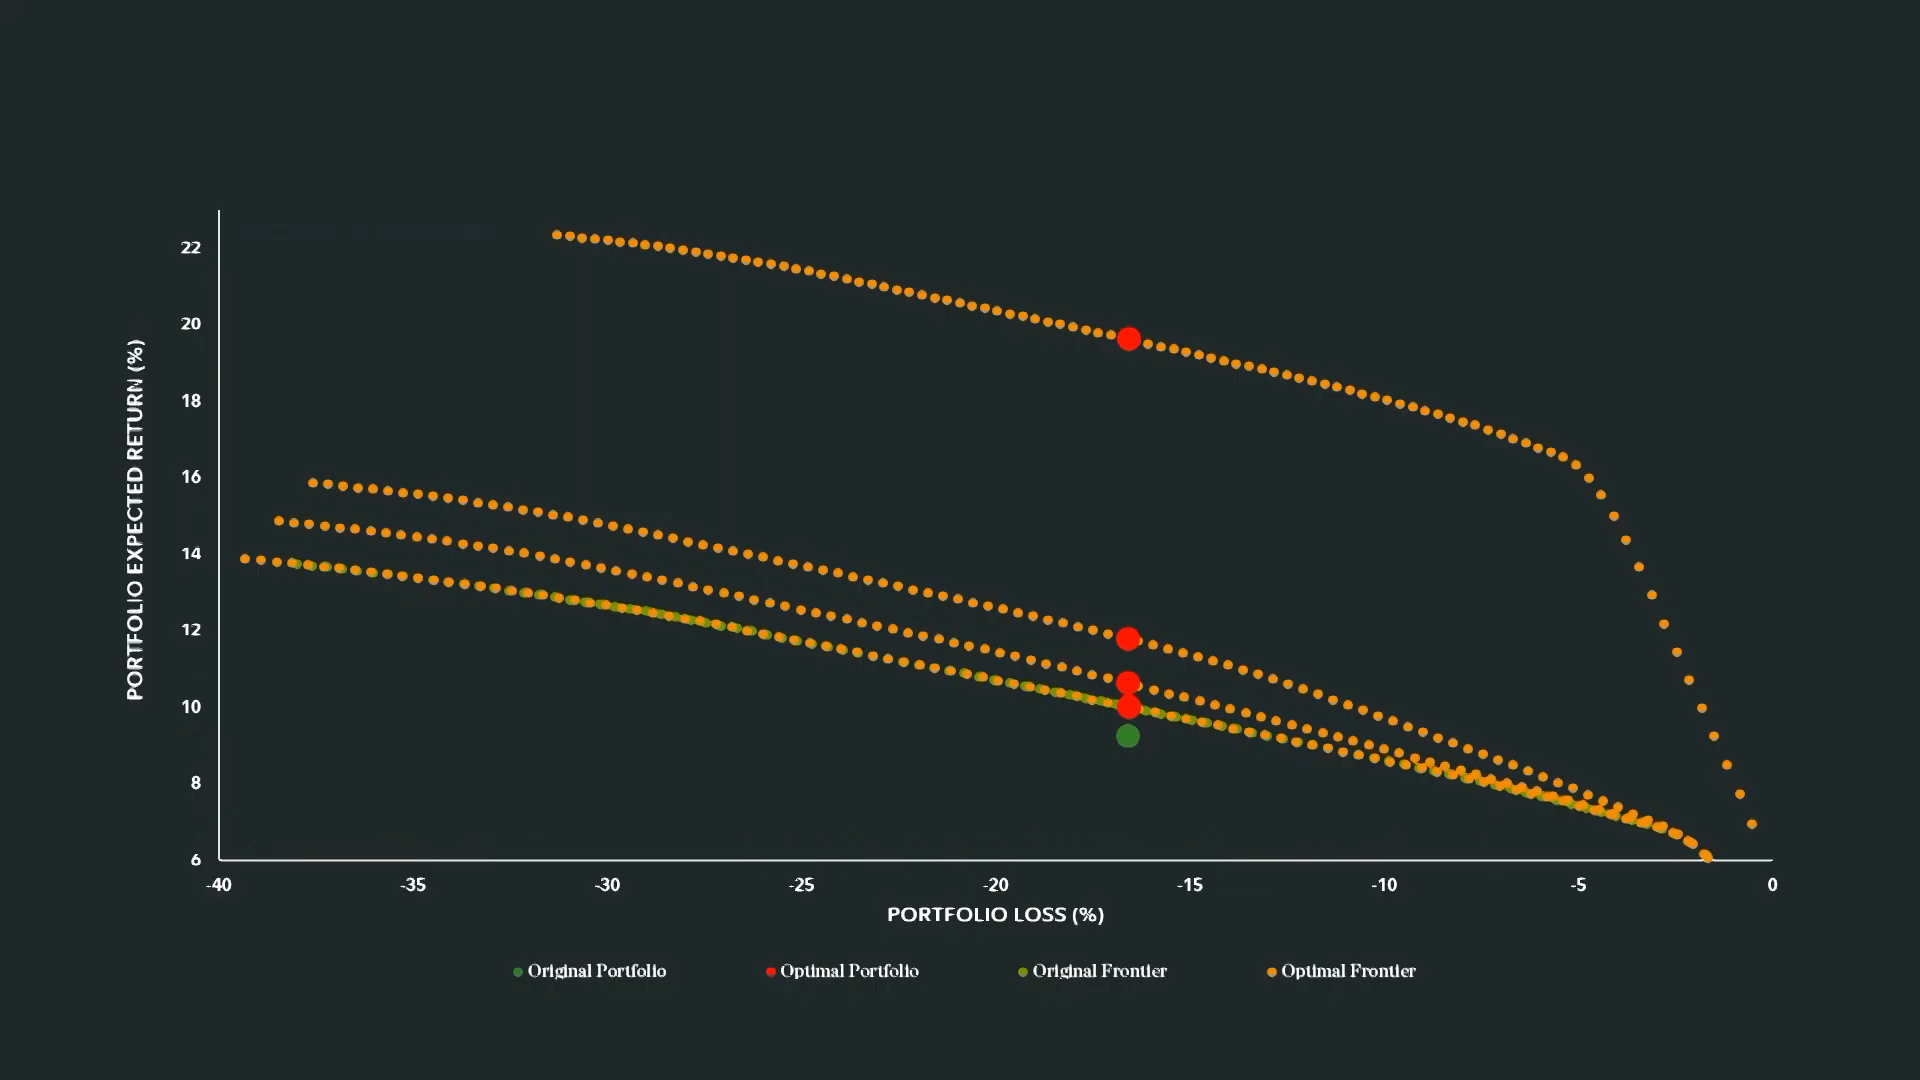 22
20
18
16
14
12
10
8
6
PORTFOLIO EXPECTED RETURN (%)
-40 -35 -30 -25 -20 -15 -10 -5 0
PORTFOLIO LOSS (%)
Original Portfolio Optimal Portfolio Original Frontier Optimal Frontier